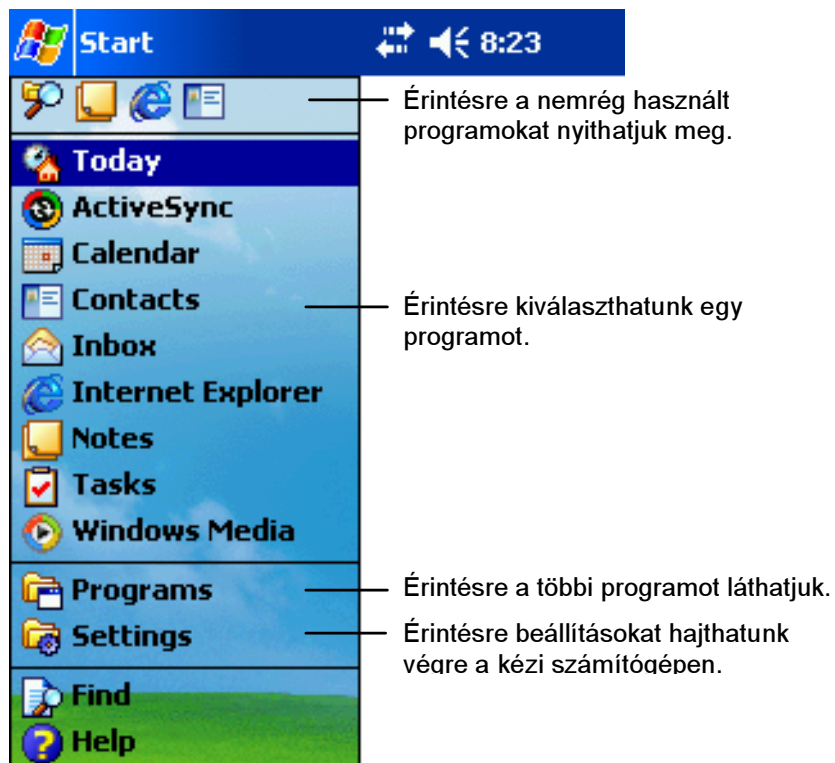 Start 8:23
Érintésre a nemrég használt
programokat nyithatjuk meg.
Today
ActiveSync
Calendar
Contacts
Érintésre kiválaszthatunk egy
programot.
Inbox
Internet Explorer
Notes
Tasks
Windows Media
Programs
Érintésre a többi programot láthatjuk.
Settings
Érintésre beállításokat hajthatunk
végre a kézi számítógépen.
Find
Help